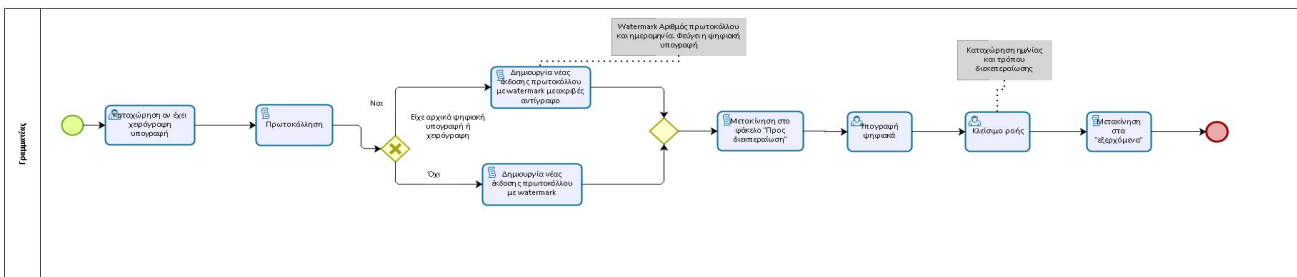 Γραμματέας
Καταχώρηση αν έχει
χειρόγραφη
υπογραφή
Πρωτοκόλληση
Ναι
Είχε αρχικά ψηφιακή
υπογραφή ή
χειρόγραφη
Όχι
Watermark Αριθμός πρωτοκόλλου
και ημερομηνία. Φεύγει η ψηφιακή
υπογραφή
Δημιουργία νέας
έκδοσης πρωτοκόλλου
με watermark με ακριβές
αντίγραφο
Δημιουργία νέας
έκδοσης πρωτοκόλλου
με watermark
Μετακίνηση στο
φάκελο "Προς
διεκπεραίωση"
Υπογραφή
ψηφιακά
Καταχώρηση ημ/νίας
και τρόπου
διεκπεραίωσης
Κλείσιμο ροής
Μετακίνηση
στα
"εξερχόμενα"